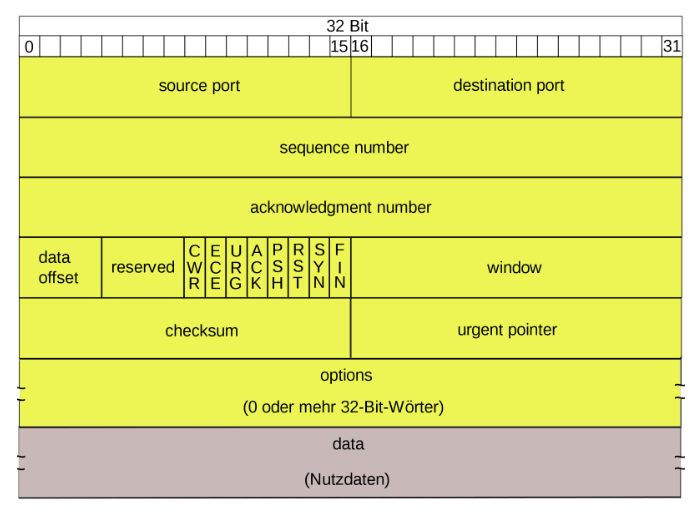 32 Bit
0 15 16 31
source port destination port
sequence number
acknowledgment number
data offset reserved CWR ECE URG ACK PSH RST SYN FIN window
checksum urgent pointer
options
(0 oder mehr 32-Bit-Wörter)
data
(Nutzdaten)